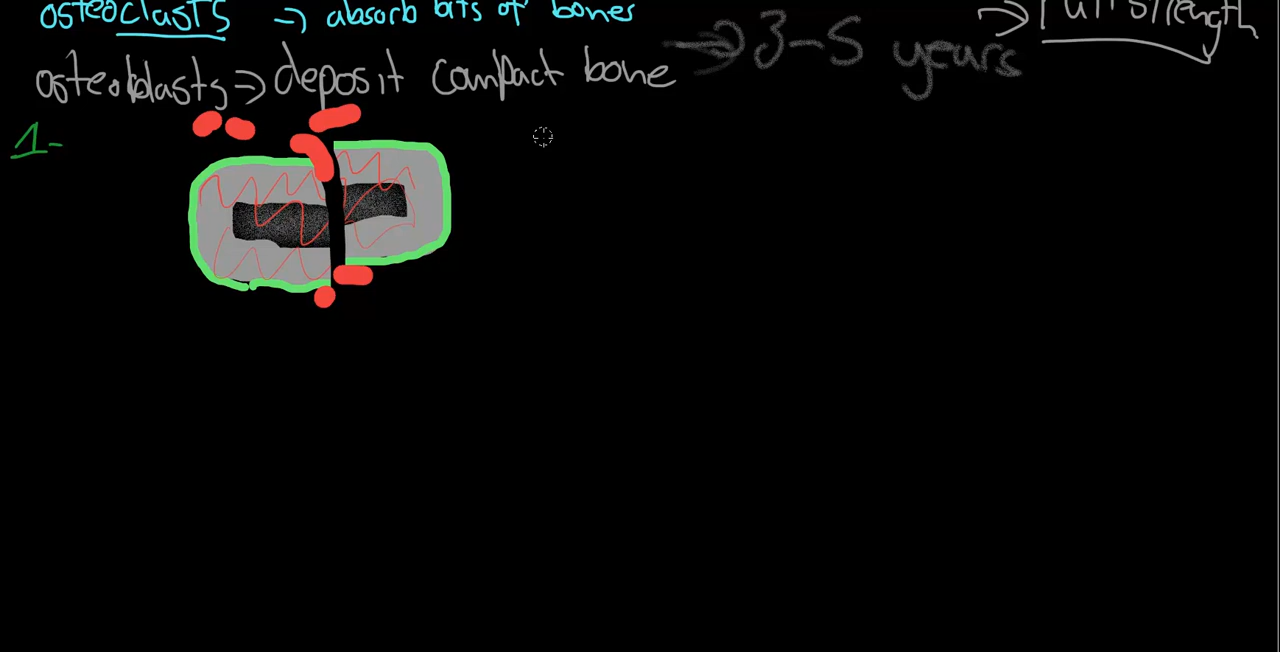 osteoclasts → absorb bits of bones
→ Full strength
osteoblasts ⇒ deposit compact bone → 3-5 years
1-